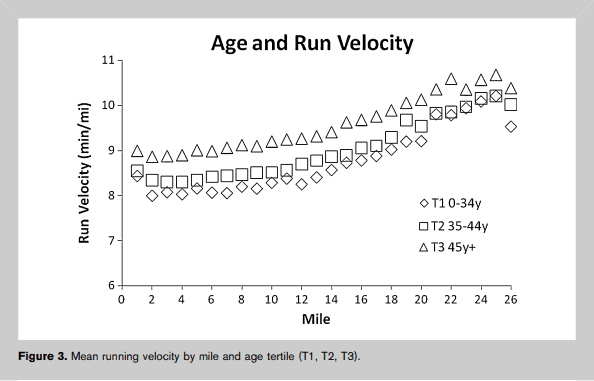 Age and Run Velocity
Run Velocity (min/mi)
11
10
9
8
7
6
0 2 4 6 8 10 12 14 16 18 20 22 24 26
Mile
T1 0-34y
T2 35-44y
T3 45y+
Figure 3. Mean running velocity by mile and age tertile (T1, T2, T3).